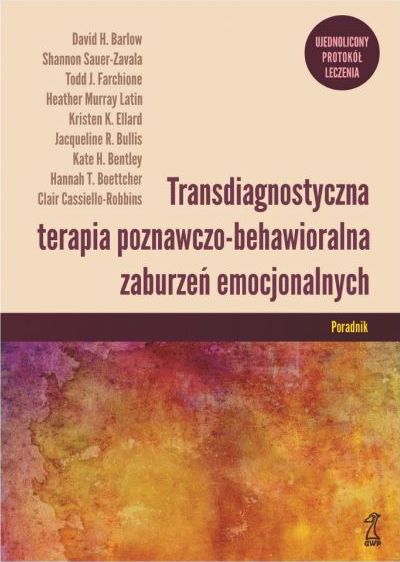 David H. Barlow
Shannon Sauer-Zavala
Todd J. Farchione
Heather Murray Latin
Kristen K. Ellard
Jacqueline R. Bullis
Kate H. Bentley
Hannah T. Boettcher
Clair Cassiello-Robbins
UJEDNOLICONY
PROTOKÓŁ
LECZENIA
Transdiagnostyczna
terapia poznawczo-behawioralna
zaburzeń emocjonalnych
Poradnik
GWP